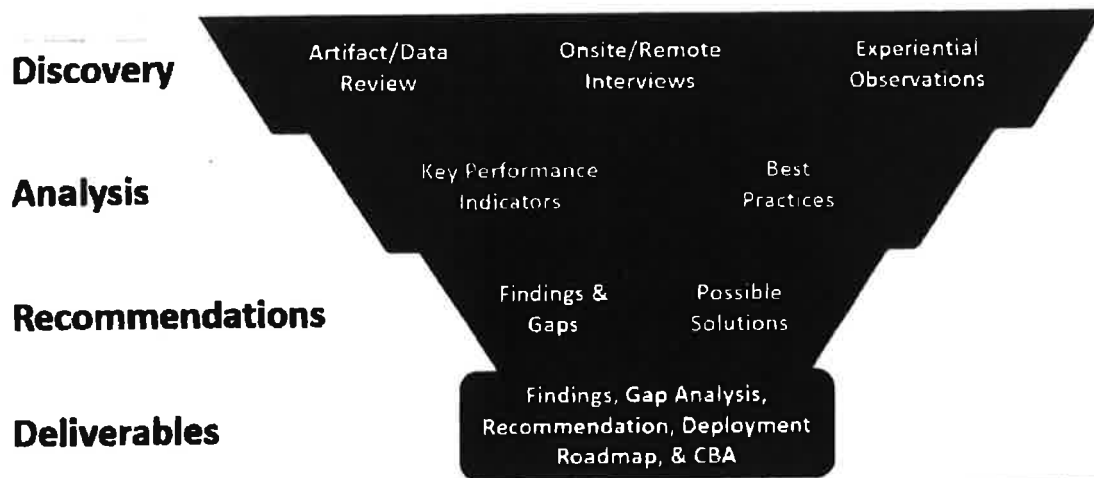 Discovery
Artifact/Data
Review
Onsite/Remote
Interviews
Experiential
Observations
Analysis
Key Performance
Indicators
Best
Practices
Recommendations
Findings &
Gaps
Possible
Solutions
Deliverables
Findings, Gap Analysis,
Recommendation, Deployment
Roadmap, & CBA